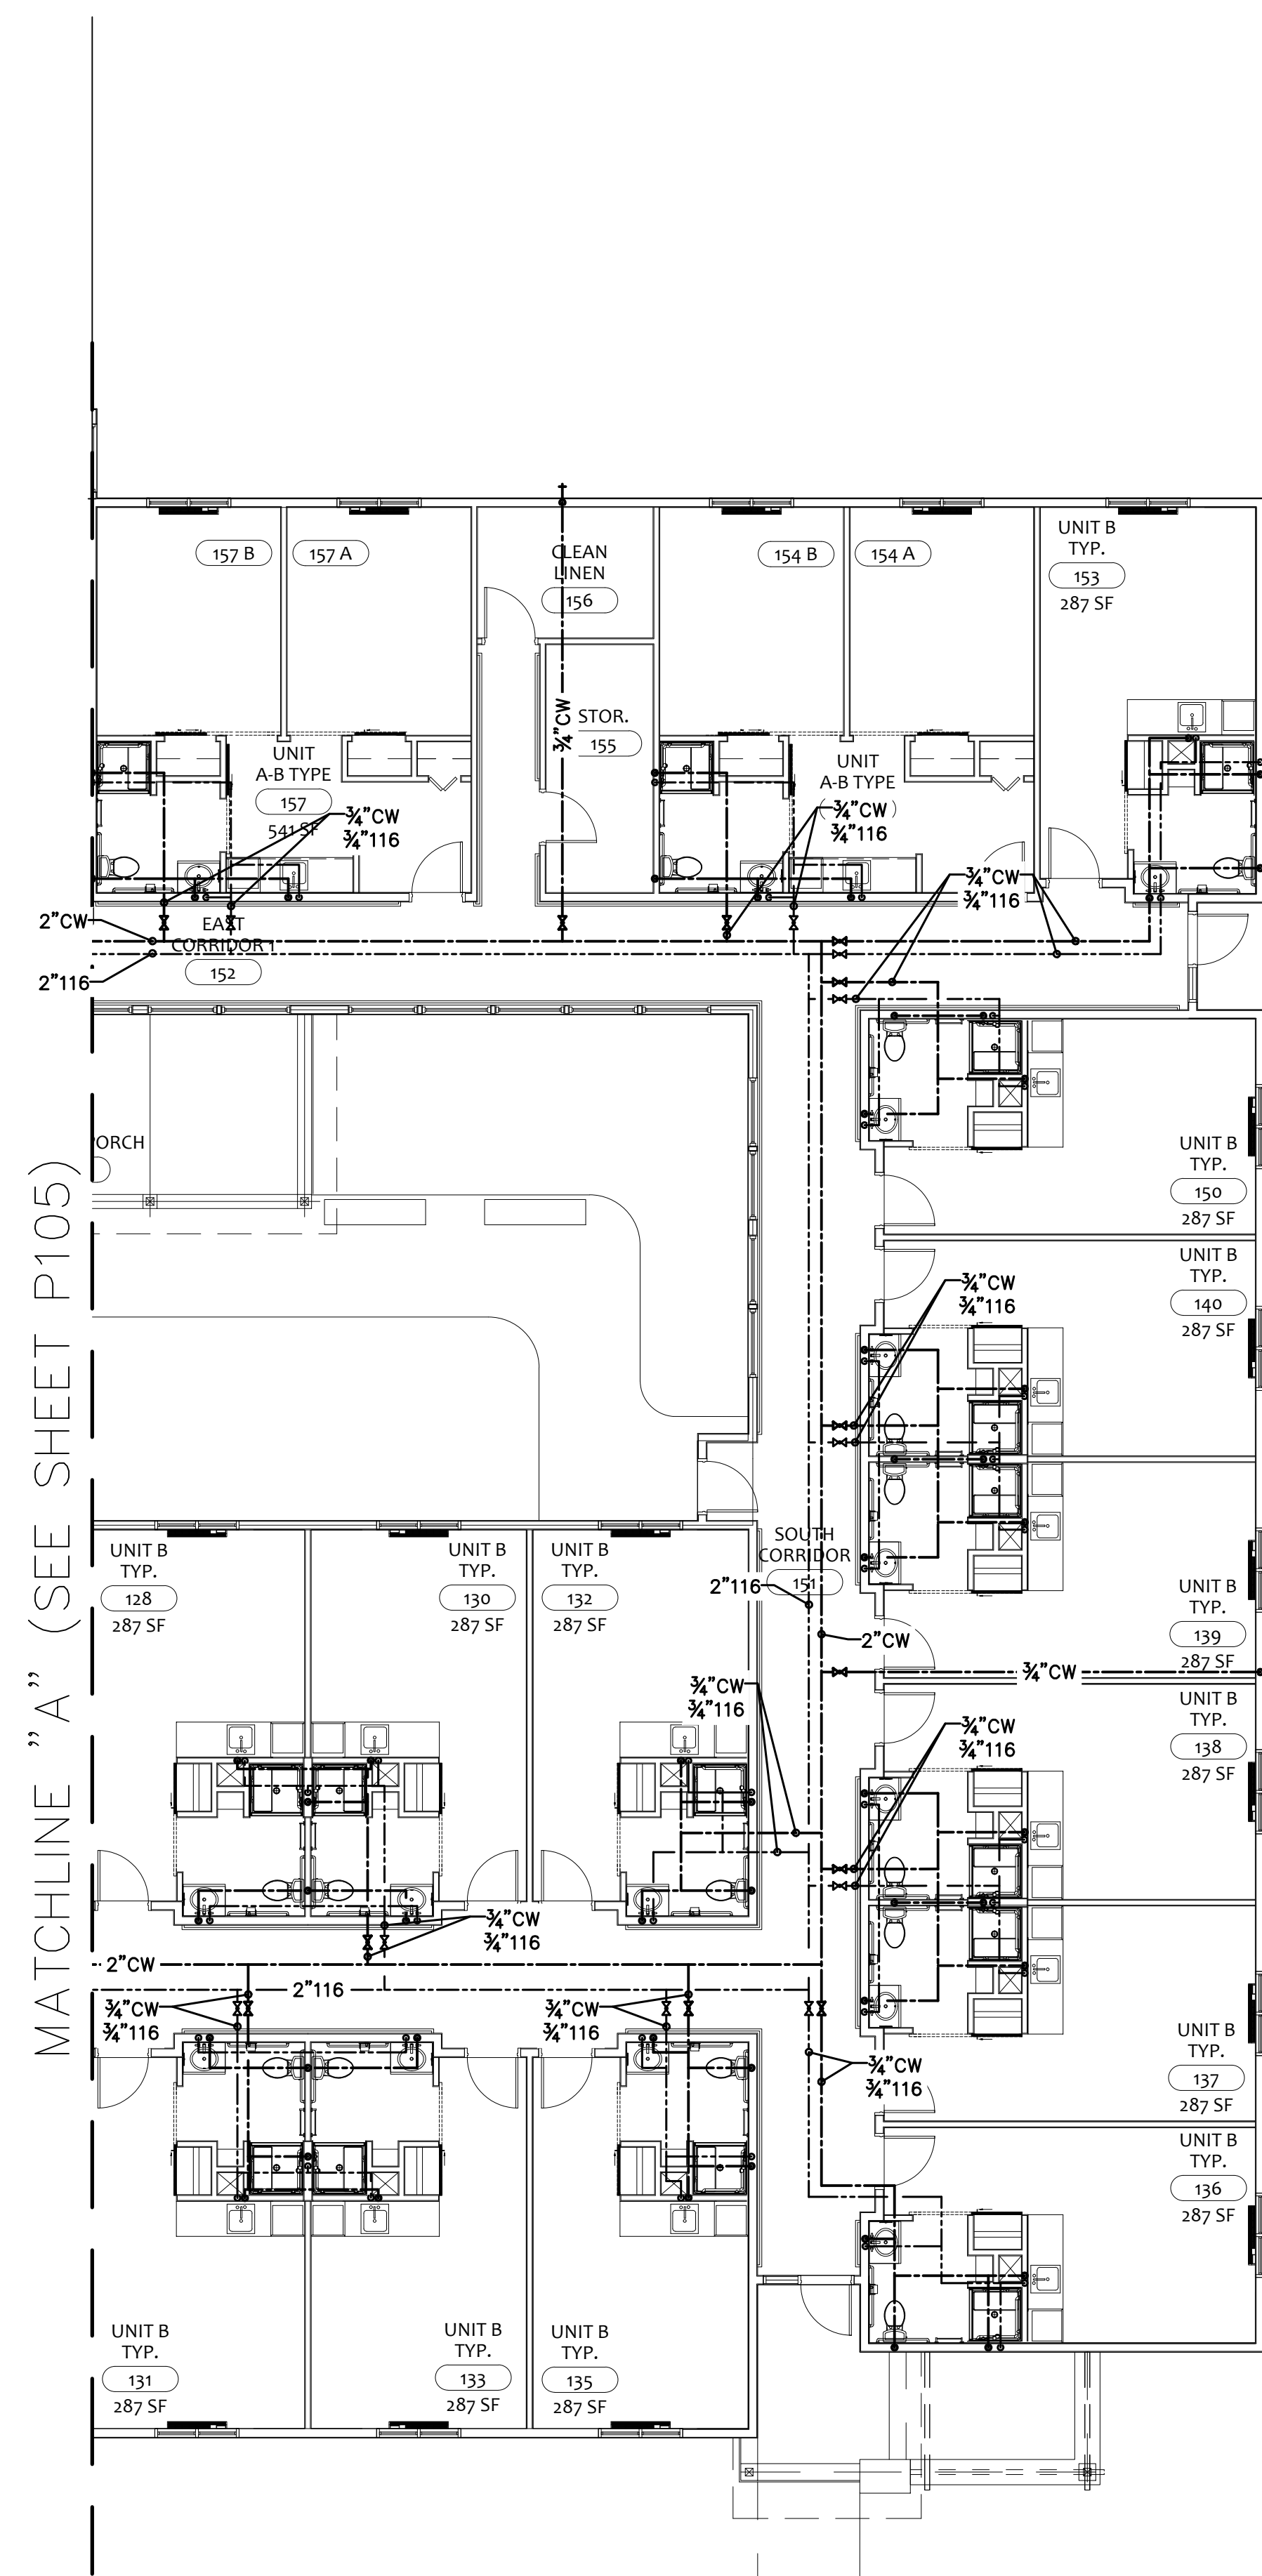 157 B
157 A
CLEAN
LINEN
156
154 B
154 A
UNIT B
TYP.
153
287 SF
¾"CW
STOR.
155
UNIT
A-B TYPE
157
541 SF
¾"CW
¾"116
UNIT
A-B TYPE
¾"CW
¾"116
¾"CW
¾"116
2"CW
EAST
CORRIDOR 1
152
2"116
PORCH
UNIT B
TYP.
150
287 SF
UNIT B
TYP.
140
287 SF
¾"CW
¾"116
MATCHLINE "A" (SEE SHEET P105)
UNIT B
TYP.
128
287 SF
UNIT B
TYP.
130
287 SF
UNIT B
TYP.
132
287 SF
SOUTH
CORRIDOR
151
2"116
2"CW
UNIT B
TYP.
139
287 SF
¾"CW
¾"CW
¾"116
UNIT B
TYP.
138
287 SF
¾"CW
¾"116
¾"CW
¾"116
2"CW
2"116
¾"CW
¾"116
¾"CW
¾"116
¾"CW
¾"116
UNIT B
TYP.
137
287 SF
UNIT B
TYP.
136
287 SF
UNIT B
TYP.
131
287 SF
UNIT B
TYP.
133
287 SF
UNIT B
TYP.
135
287 SF